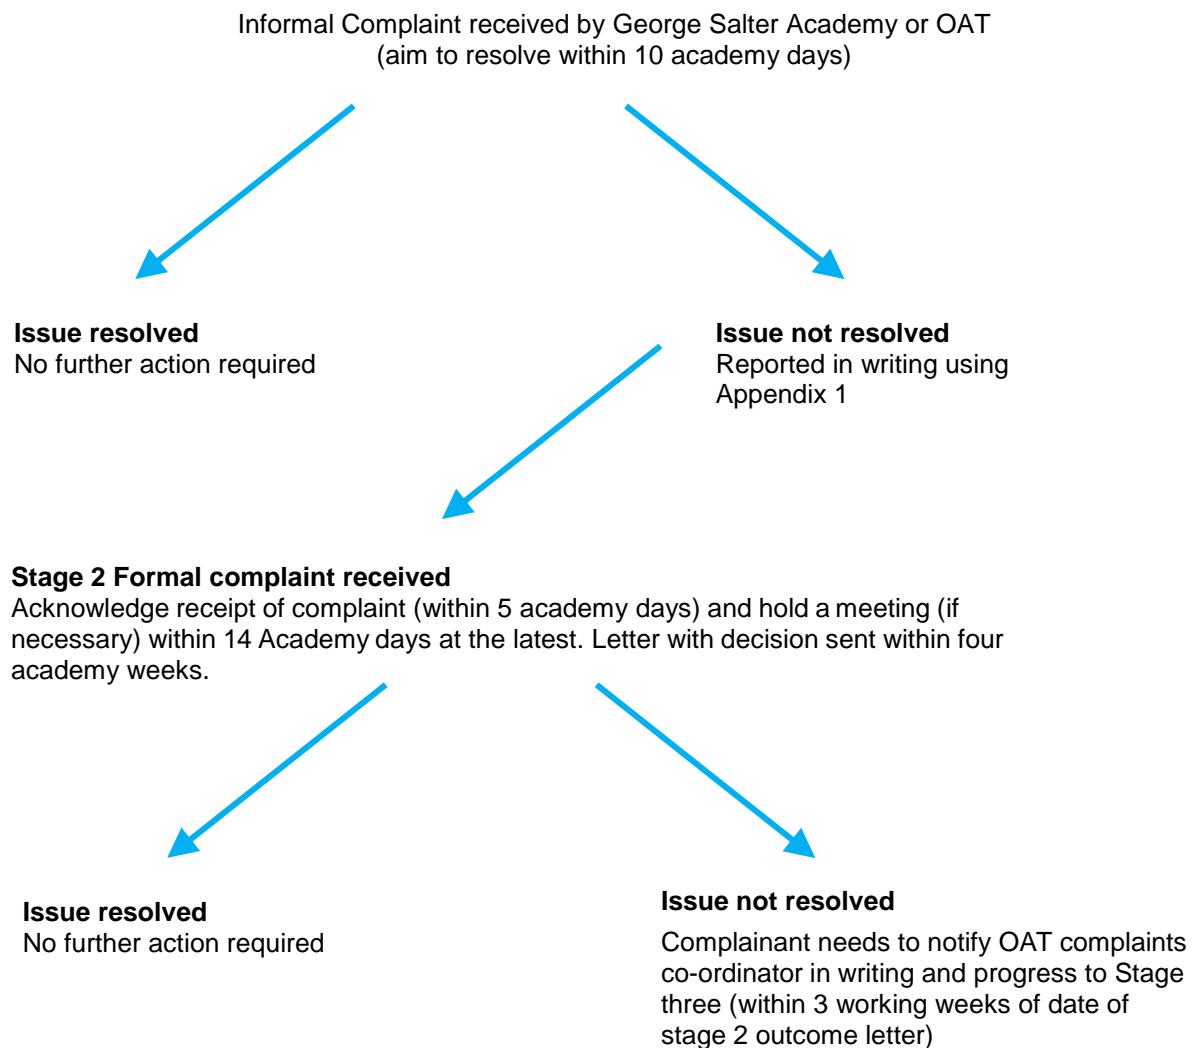 Informal Complaint received by George Salter Academy or OAT
(aim to resolve within 10 academy days)
Issue resolved
No further action required
Issue not resolved
Reported in writing using
Appendix 1
Stage 2 Formal complaint received
Acknowledge receipt of complaint (within 5 academy days) and hold a meeting (if
necessary) within 14 Academy days at the latest. Letter with decision sent within four
academy weeks.
Issue resolved
No further action required
Issue not resolved
Complainant needs to notify OAT complaints
co-ordinator in writing and progress to Stage
three (within 3 working weeks of date of
stage 2 outcome letter)